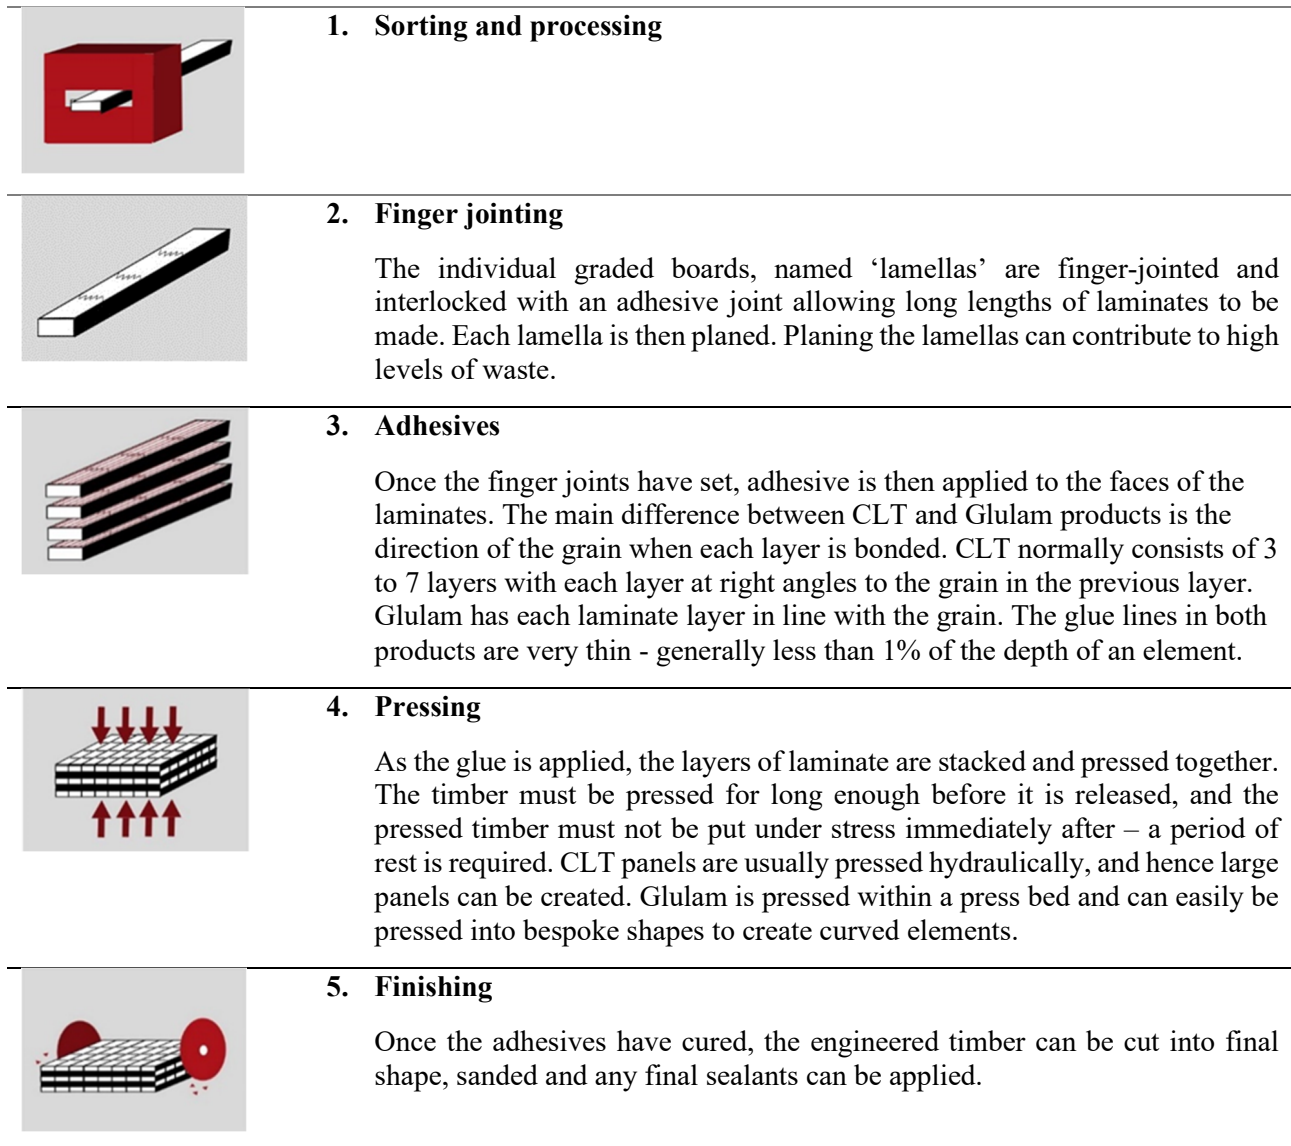 1. Sorting and processing
2. Finger jointing
The individual graded boards, named ‘lamellas’ are finger-jointed and
interlocked with an adhesive joint allowing long lengths of laminates to be
made. Each lamella is then planed. Planing the lamellas can contribute to high
levels of waste.
3. Adhesives
Once the finger joints have set, adhesive is then applied to the faces of the
laminates. The main difference between CLT and Glulam products is the
direction of the grain when each layer is bonded. CLT normally consists of 3
to 7 layers with each layer at right angles to the grain in the previous layer.
Glulam has each laminate layer in line with the grain. The glue lines in both
products are very thin - generally less than 1% of the depth of an element.
4. Pressing
As the glue is applied, the layers of laminate are stacked and pressed together.
The timber must be pressed for long enough before it is released, and the
pressed timber must not be put under stress immediately after – a period of
rest is required. CLT panels are usually pressed hydraulically, and hence large
panels can be created. Glulam is pressed within a press bed and can easily be
pressed into bespoke shapes to create curved elements.
5. Finishing
Once the adhesives have cured, the engineered timber can be cut into final
shape, sanded and any final sealants can be applied.